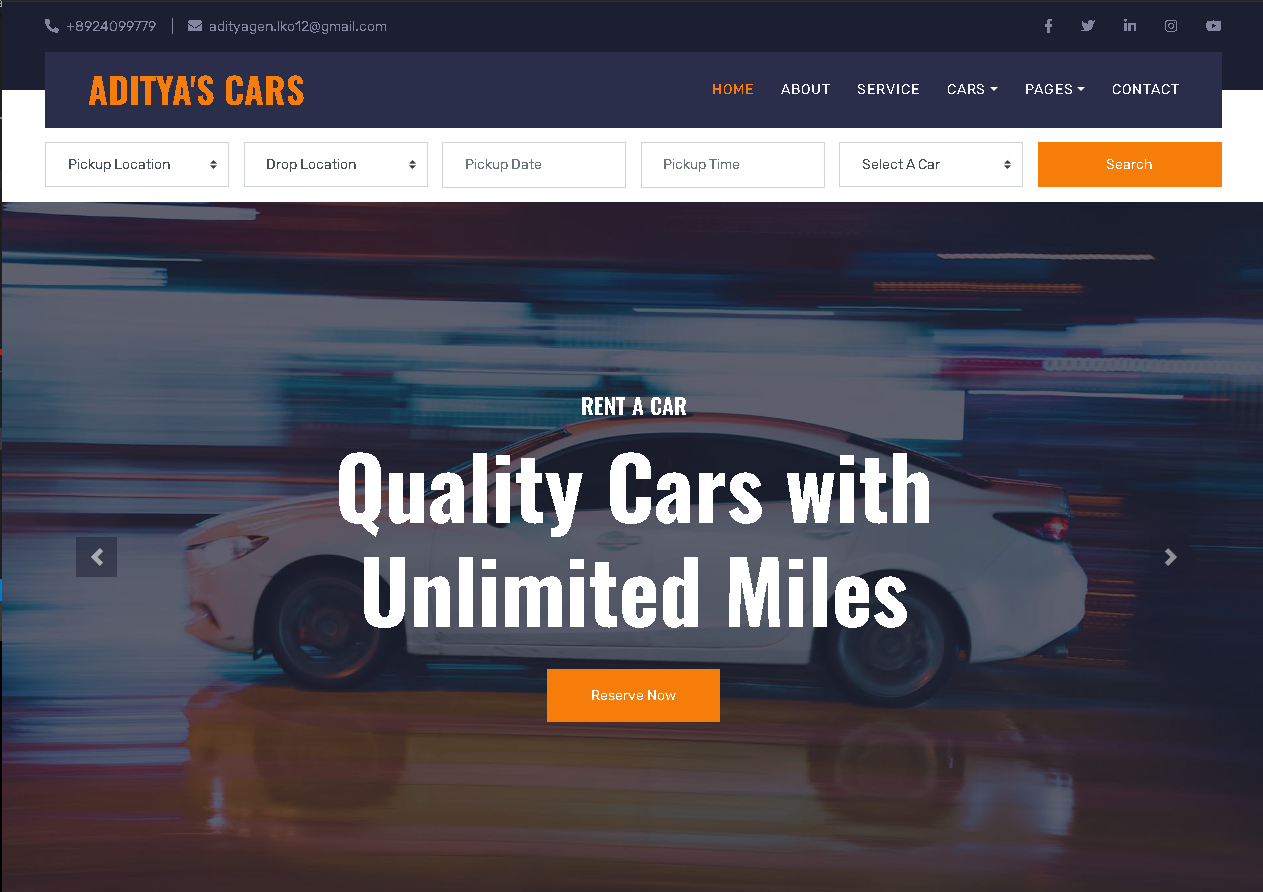 +8924099779 | adityagen.lko12@gmail.com
ADITYA'S CARS
HOME ABOUT SERVICE CARS PAGES CONTACT
Pickup Location Drop Location Pickup Date Pickup Time Select A Car Search
RENT A CAR
Quality Cars with
Unlimited Miles
Reserve Now